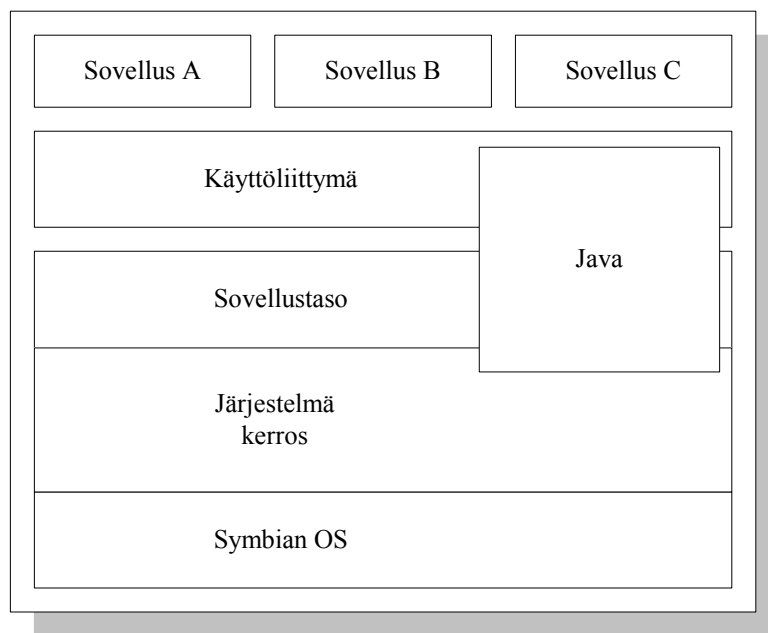 Sovellus A
Sovellus B
Sovellus C
Käyttöliittymä
Java
Sovellustaso
Järjestelmä
kerros
Symbian OS